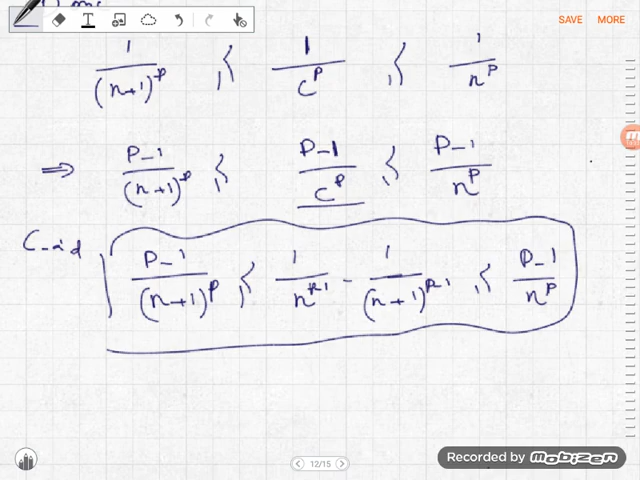 SAVE MORE
1/(n+1)^p ≤ 1/c^p ≤ 1/n^p
⇒ P-1/(n+1)^p ≤ P-1/c^p ≤ P-1/n^p
C-à-d P-1/(n+1)^p ≤ 1/n^{p-1} - 1/(n+1)^{p-1} ≤ P-1/n^p
12/15
Recorded by Mobizen